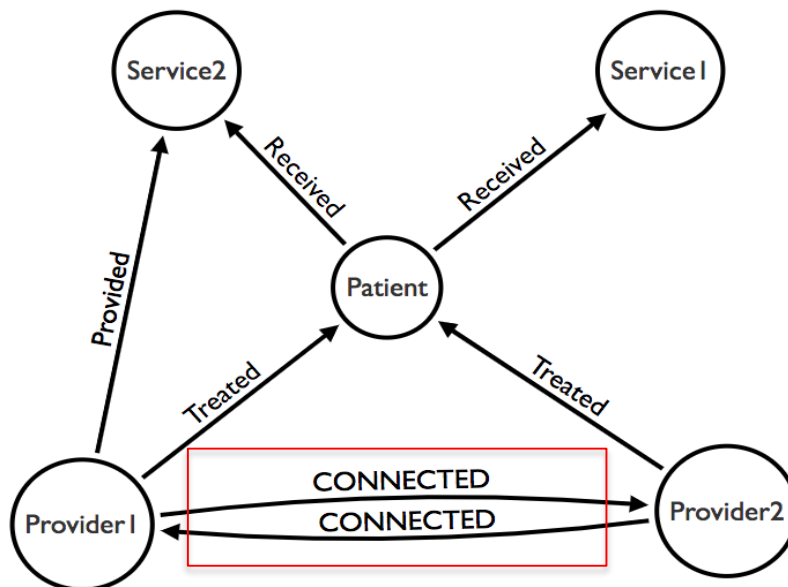 Service2
Service1
Received
Received
Patient
Provided
Treated
Treated
CONNECTED
CONNECTED
Provider1
Provider2